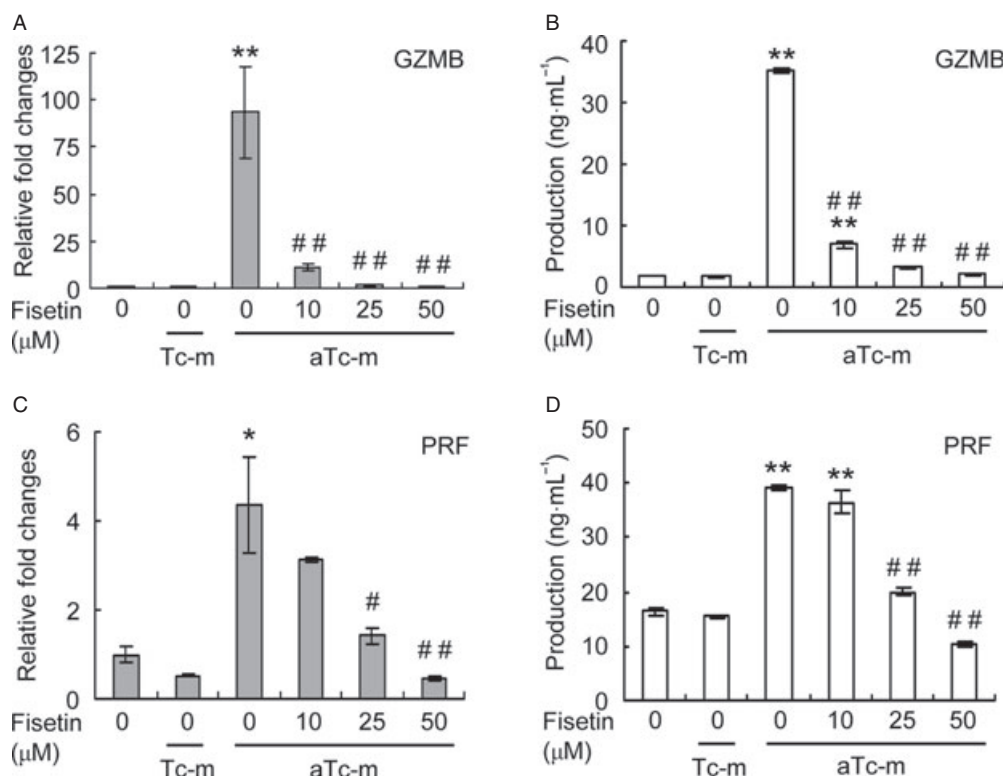 A
Relative fold changes
125
100
75
50
25
0
**
GZMB
# #
# #
# #
Fisetin 0 0 0 10 25 50
(μM)
Tc-m aTc-m
B
Production (ng·mL⁻¹)
40
30
20
10
0
**
GZMB
# #
**
# #
# #
Fisetin 0 0 0 10 25 50
(μM)
Tc-m aTc-m
C
Relative fold changes
6
4
2
0
*
PRF
#
# #
Fisetin 0 0 0 10 25 50
(μM)
Tc-m aTc-m
D
Production (ng·mL⁻¹)
50
40
30
20
10
0
** **
PRF
# #
# #
Fisetin 0 0 0 10 25 50
(μM)
Tc-m aTc-m